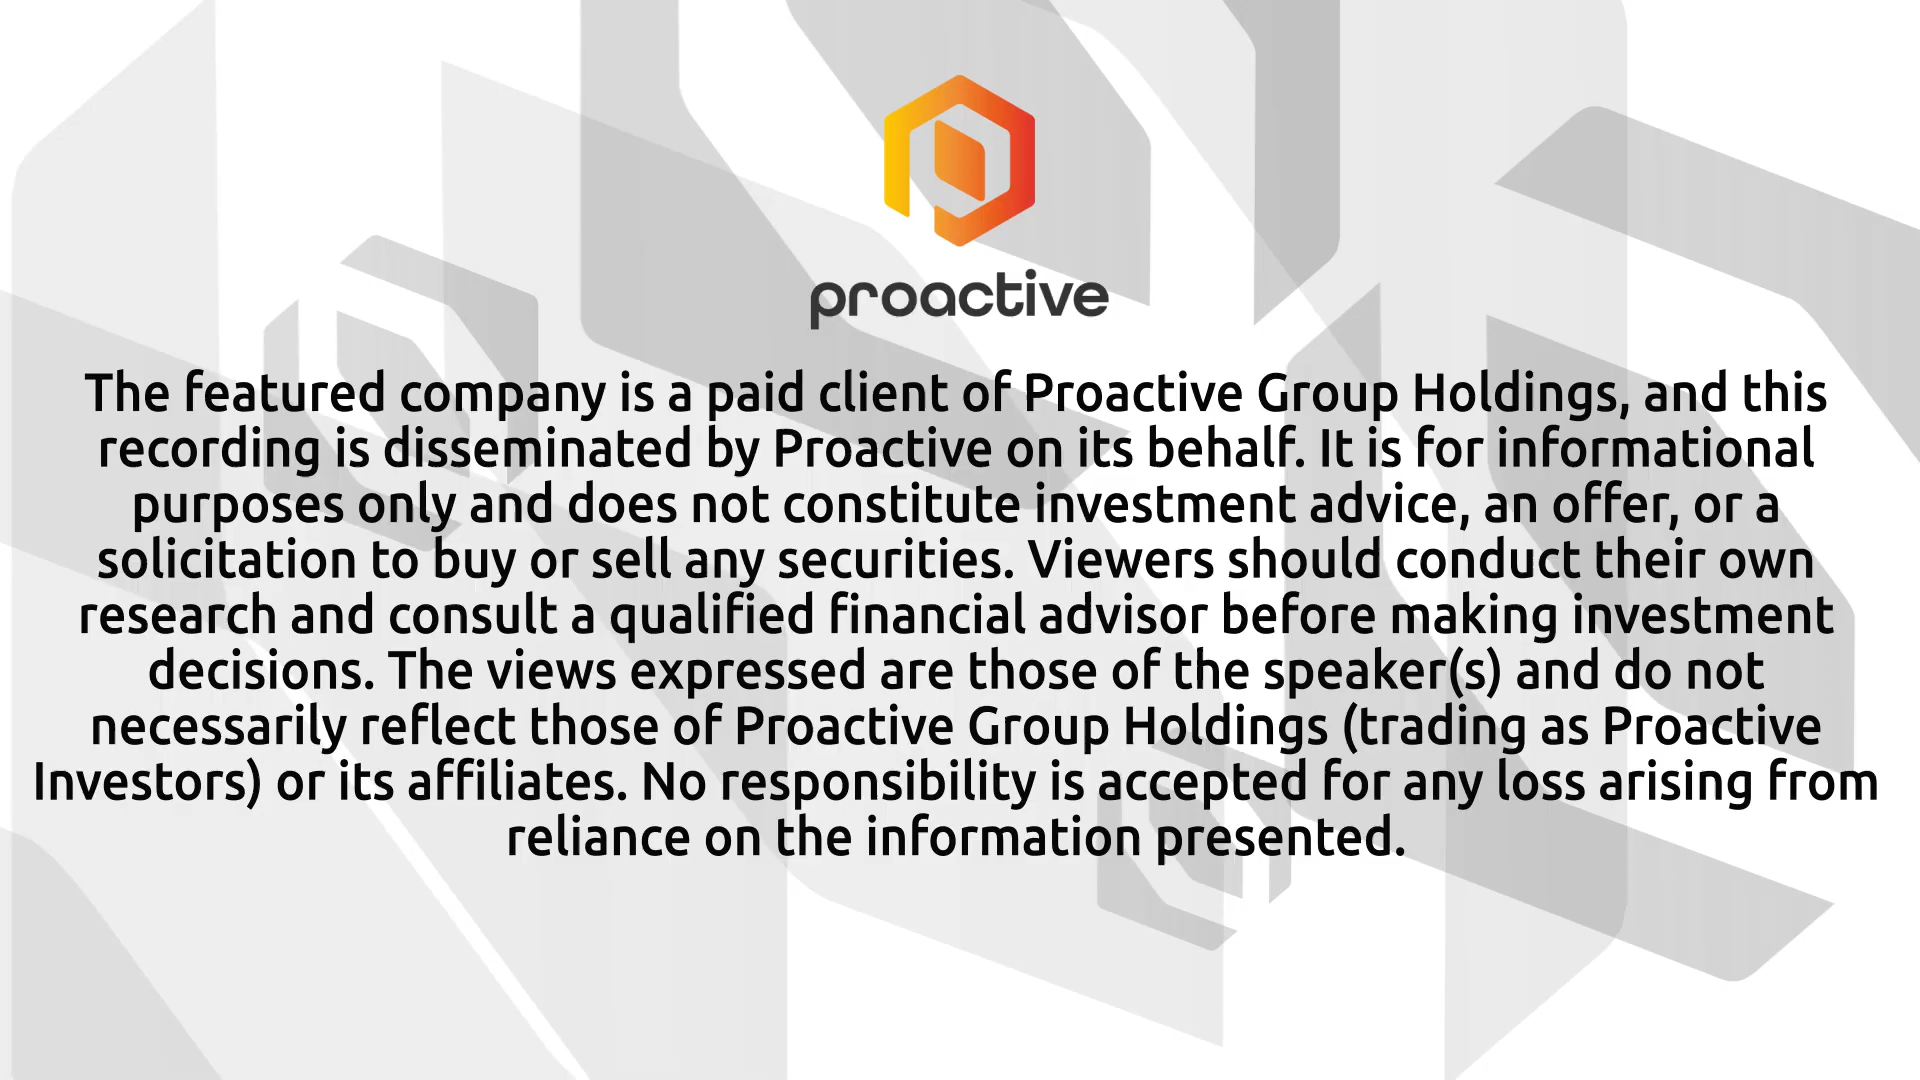 proactive
The featured company is a paid client of Proactive Group Holdings, and this
recording is disseminated by Proactive on its behalf. It is for informational
purposes only and does not constitute investment advice, an offer, or a
solicitation to buy or sell any securities. Viewers should conduct their own
research and consult a qualified financial advisor before making investment
decisions. The views expressed are those of the speaker(s) and do not
necessarily reflect those of Proactive Group Holdings (trading as Proactive
Investors) or its affiliates. No responsibility is accepted for any loss arising from
reliance on the information presented.